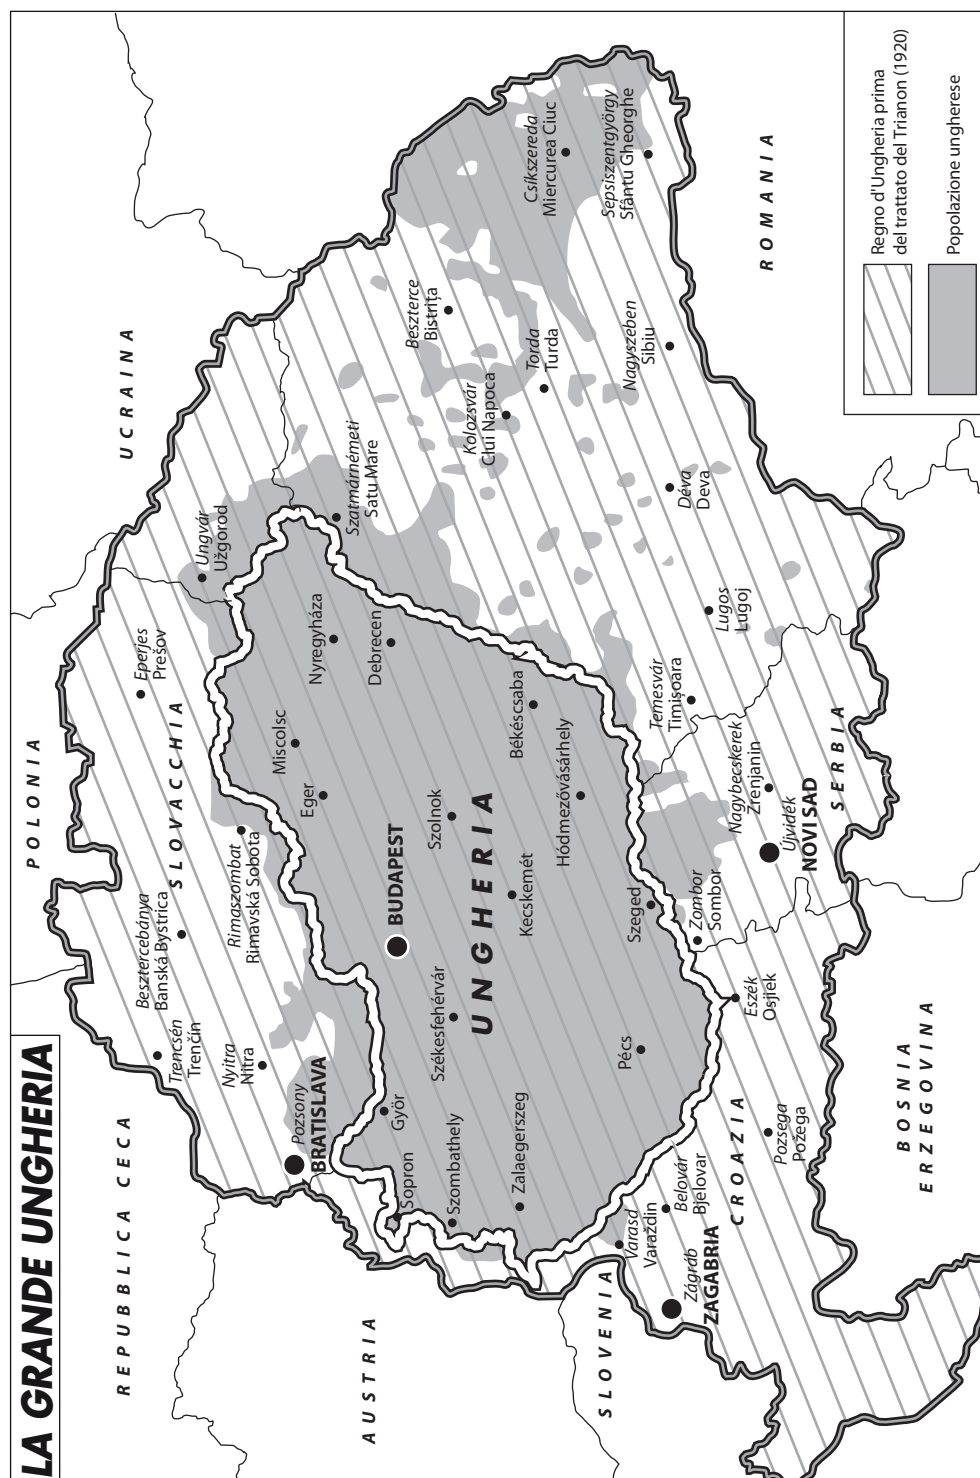 LA GRANDE UNGHERIA
REPUBBLICA CECA
POLONIA
UCRAINA
SLOVACCHIA
AUSTRIA
UNGHERIA
SLOVENIA
CROAZIA
BOSNIA
ERZEGOVINA
SERBIA
ROMANIA
Trencsén
Trenčín
Besztercebánya
Banská Bystrica
Eperjes
Prešov
Ungvár
Užgorod
Nyitra
Nitra
Rimaszombat
Rimavská Sobota
Pozsony
BRATISLAVA
Miscolsc
Eger
Nyregyháza
Debrecen
Szatmárnémeti
Satu Mare
Sopron
Györ
BUDAPEST
Szombathely
Székesfehérvár
Szolnok
Zalaegerszeg
Kecskemét
Békéscsaba
Hódmezővásárhely
Pécs
Szeged
Beszterce
Bistrița
Kolozsvár
Cluj Napoca
Torda
Turda
Csíkszereda
Miercurea Ciuc
Sepsiszentgyörgy
Sfântu Gheorghe
Nagyszeben
Sibiu
Déva
Deva
Lugos
Lugoj
Temesvár
Timișoara
Nagybecskerek
Zrenjanin
Újvidék
NOVI SAD
Zombor
Sombor
Eszék
Osjiek
Pozsega
Požega
Belovár
Bjelovar
Varasd
Varaždin
Zágráb
ZAGABRIA
Regno d'Ungheria prima
del trattato del Trianon (1920)
Popolazione ungherese